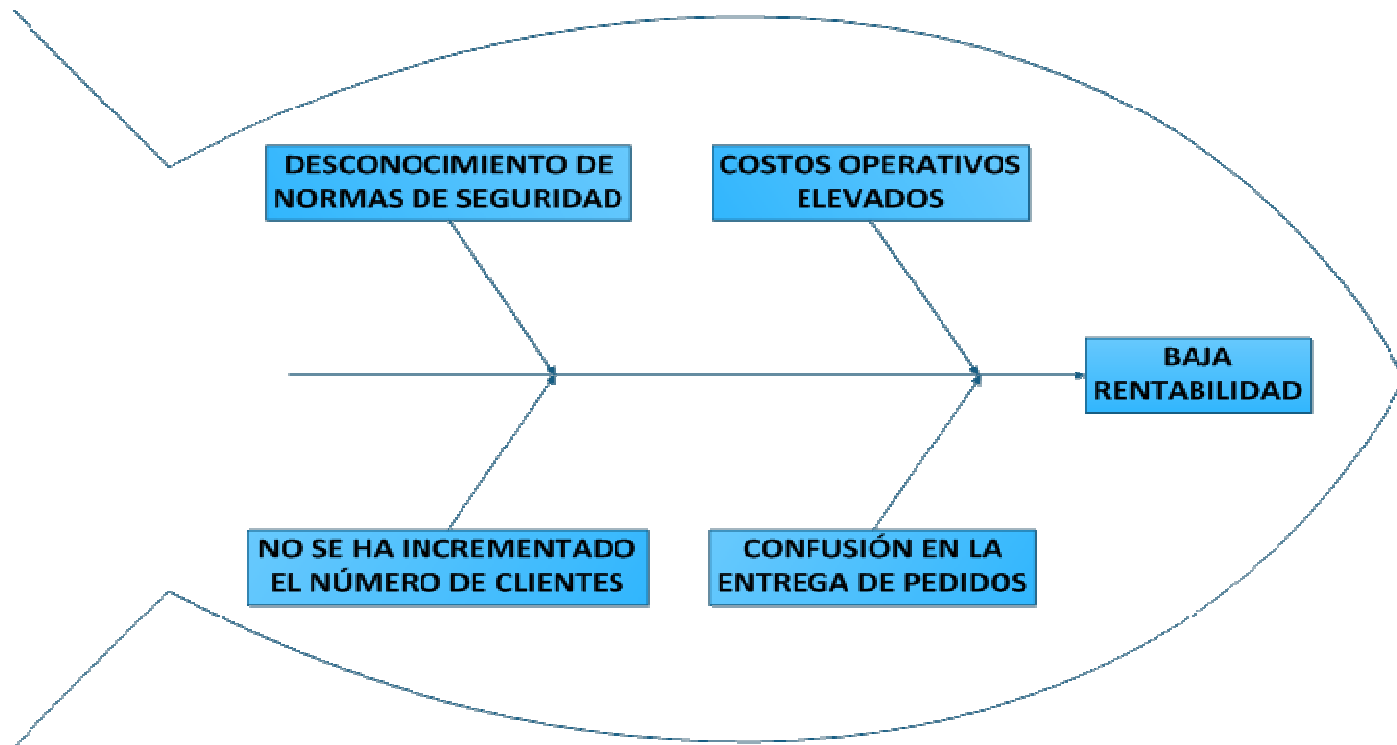 DESCONOCIMIENTO DE
NORMAS DE SEGURIDAD
COSTOS OPERATIVOS
ELEVADOS
BAJA
RENTABILIDAD
NO SE HA INCREMENTADO
EL NÚMERO DE CLIENTES
CONFUSIÓN EN LA
ENTREGA DE PEDIDOS